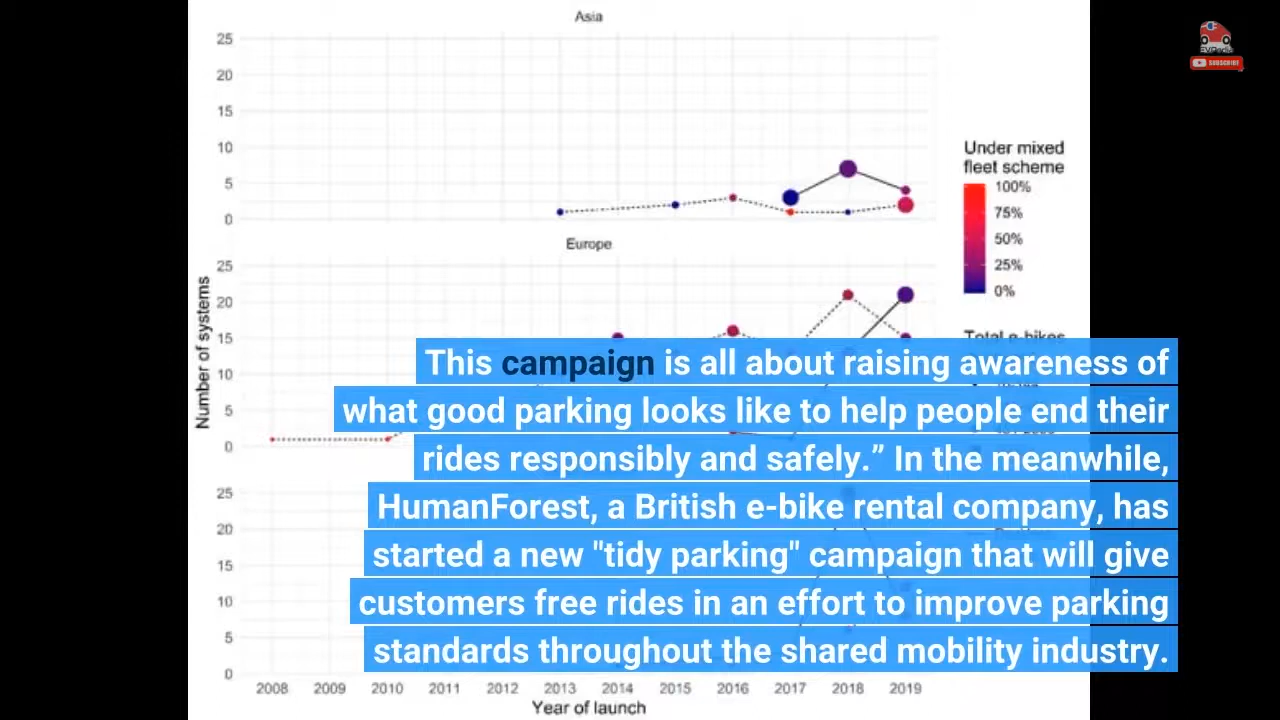 Asia
25
20
15
10
5
0
Under mixed
fleet scheme
100%
75%
50%
25%
0%
SUBSCRIBE
Europe
25
20
15
10
5
0
Number of systems
Total e-bikes
This campaign is all about raising awareness of
what good parking looks like to help people end their
rides responsibly and safely.” In the meanwhile,
HumanForest, a British e-bike rental company, has
started a new "tidy parking" campaign that will give
customers free rides in an effort to improve parking
standards throughout the shared mobility industry.
25
20
15
10
5
0
2008 2009 2010 2011 2012 2013 2014 2015 2016 2017 2018 2019
Year of launch